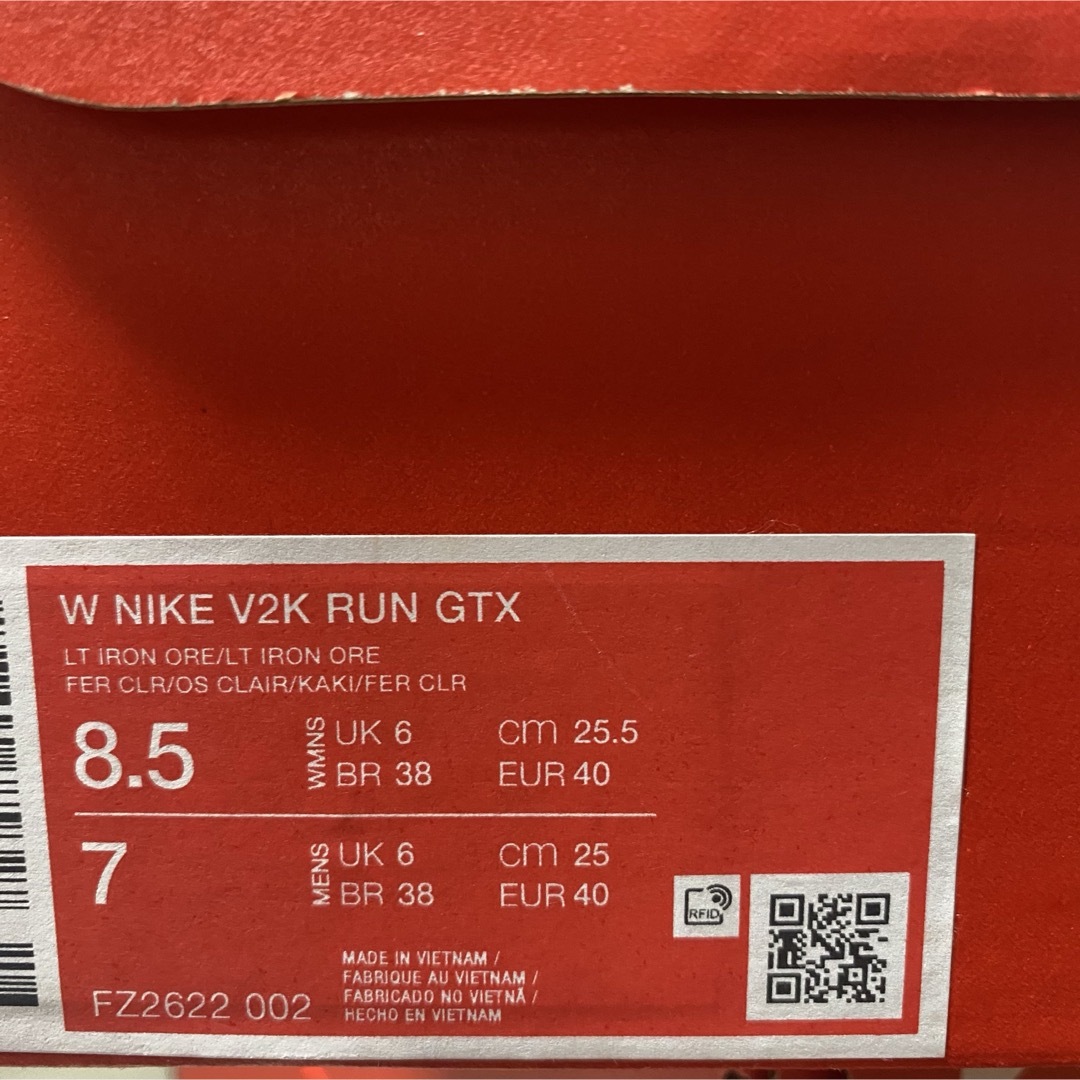 W NIKE V2K RUN GTX
LT IRON ORE/LT IRON ORE
FER CLR/OS CLAIR/KAKI/FER CLR
8.5 WMNS UK 6 cm 25.5
BR 38 EUR 40
7 MENS UK 6 cm 25
BR 38 EUR 40
RFID
MADE IN VIETNAM /
FABRIQUE AU VIETNAM /
FABRICADO NO VIETNÃ /
HECHO EN VIETNAM
FZ2622 002